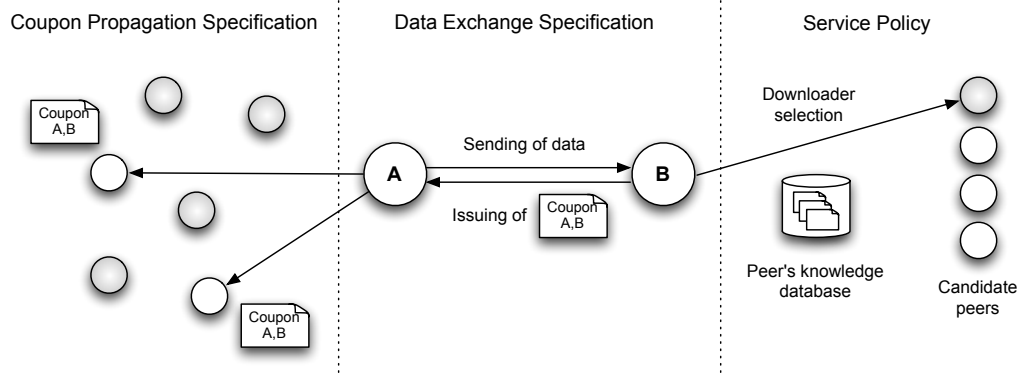 Coupon Propagation Specification
Data Exchange Specification
Service Policy
Coupon
A,B
A
Sending of data
B
Issuing of
Coupon
A,B
Coupon
A,B
Downloader
selection
Peer's knowledge
database
Candidate
peers